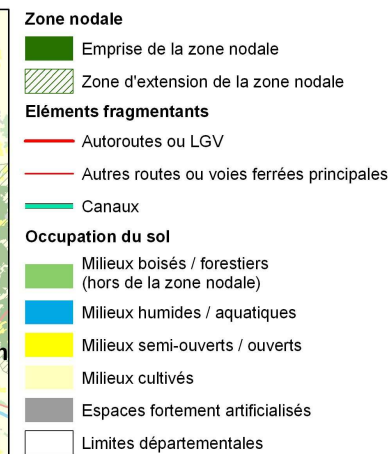 Zone nodale
Emprise de la zone nodale
Zone d'extension de la zone nodale
Eléments fragmentants
Autoroutes ou LGV
Autres routes ou voies ferrées principales
Canaux
Occupation du sol
Milieux boisés / forestiers
(hors de la zone nodale)
Milieux humides / aquatiques
Milieux semi-ouverts / ouverts
Milieux cultivés
Espaces fortement artificialisés
Limites départementales